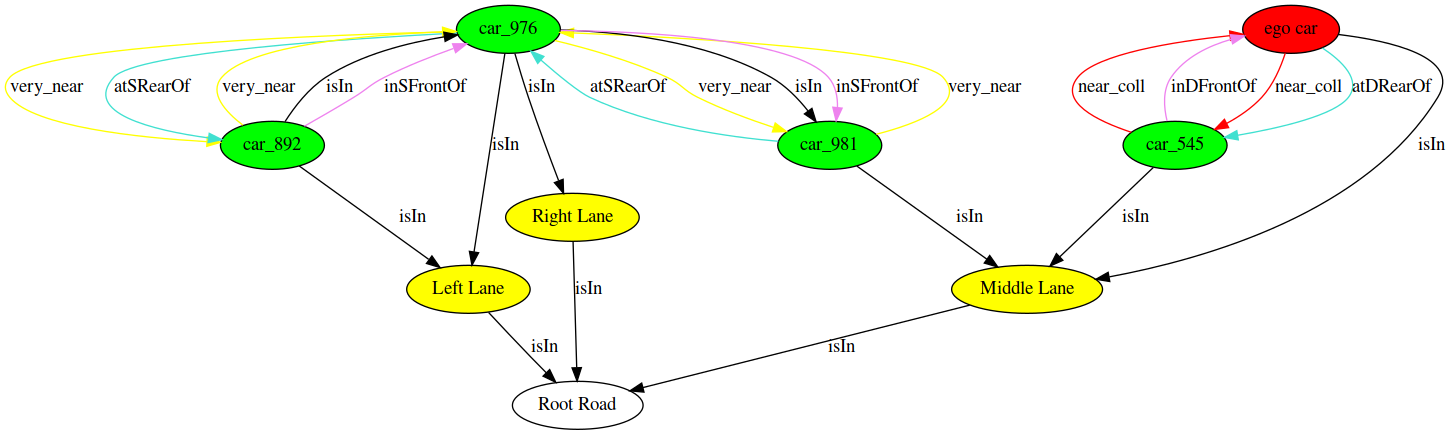 car_976
ego car
very_near
atSRearOf
very_near
isIn
inSFrontOf
isIn
atSRearOf
very_near
isIn
inSFrontOf
very_near
near_coll
inDFrontOf
near_coll
atDRearOf
car_892
isIn
car_981
car_545
isIn
isIn
Right Lane
isIn
isIn
isIn
Left Lane
isIn
Middle Lane
isIn
isIn
Root Road